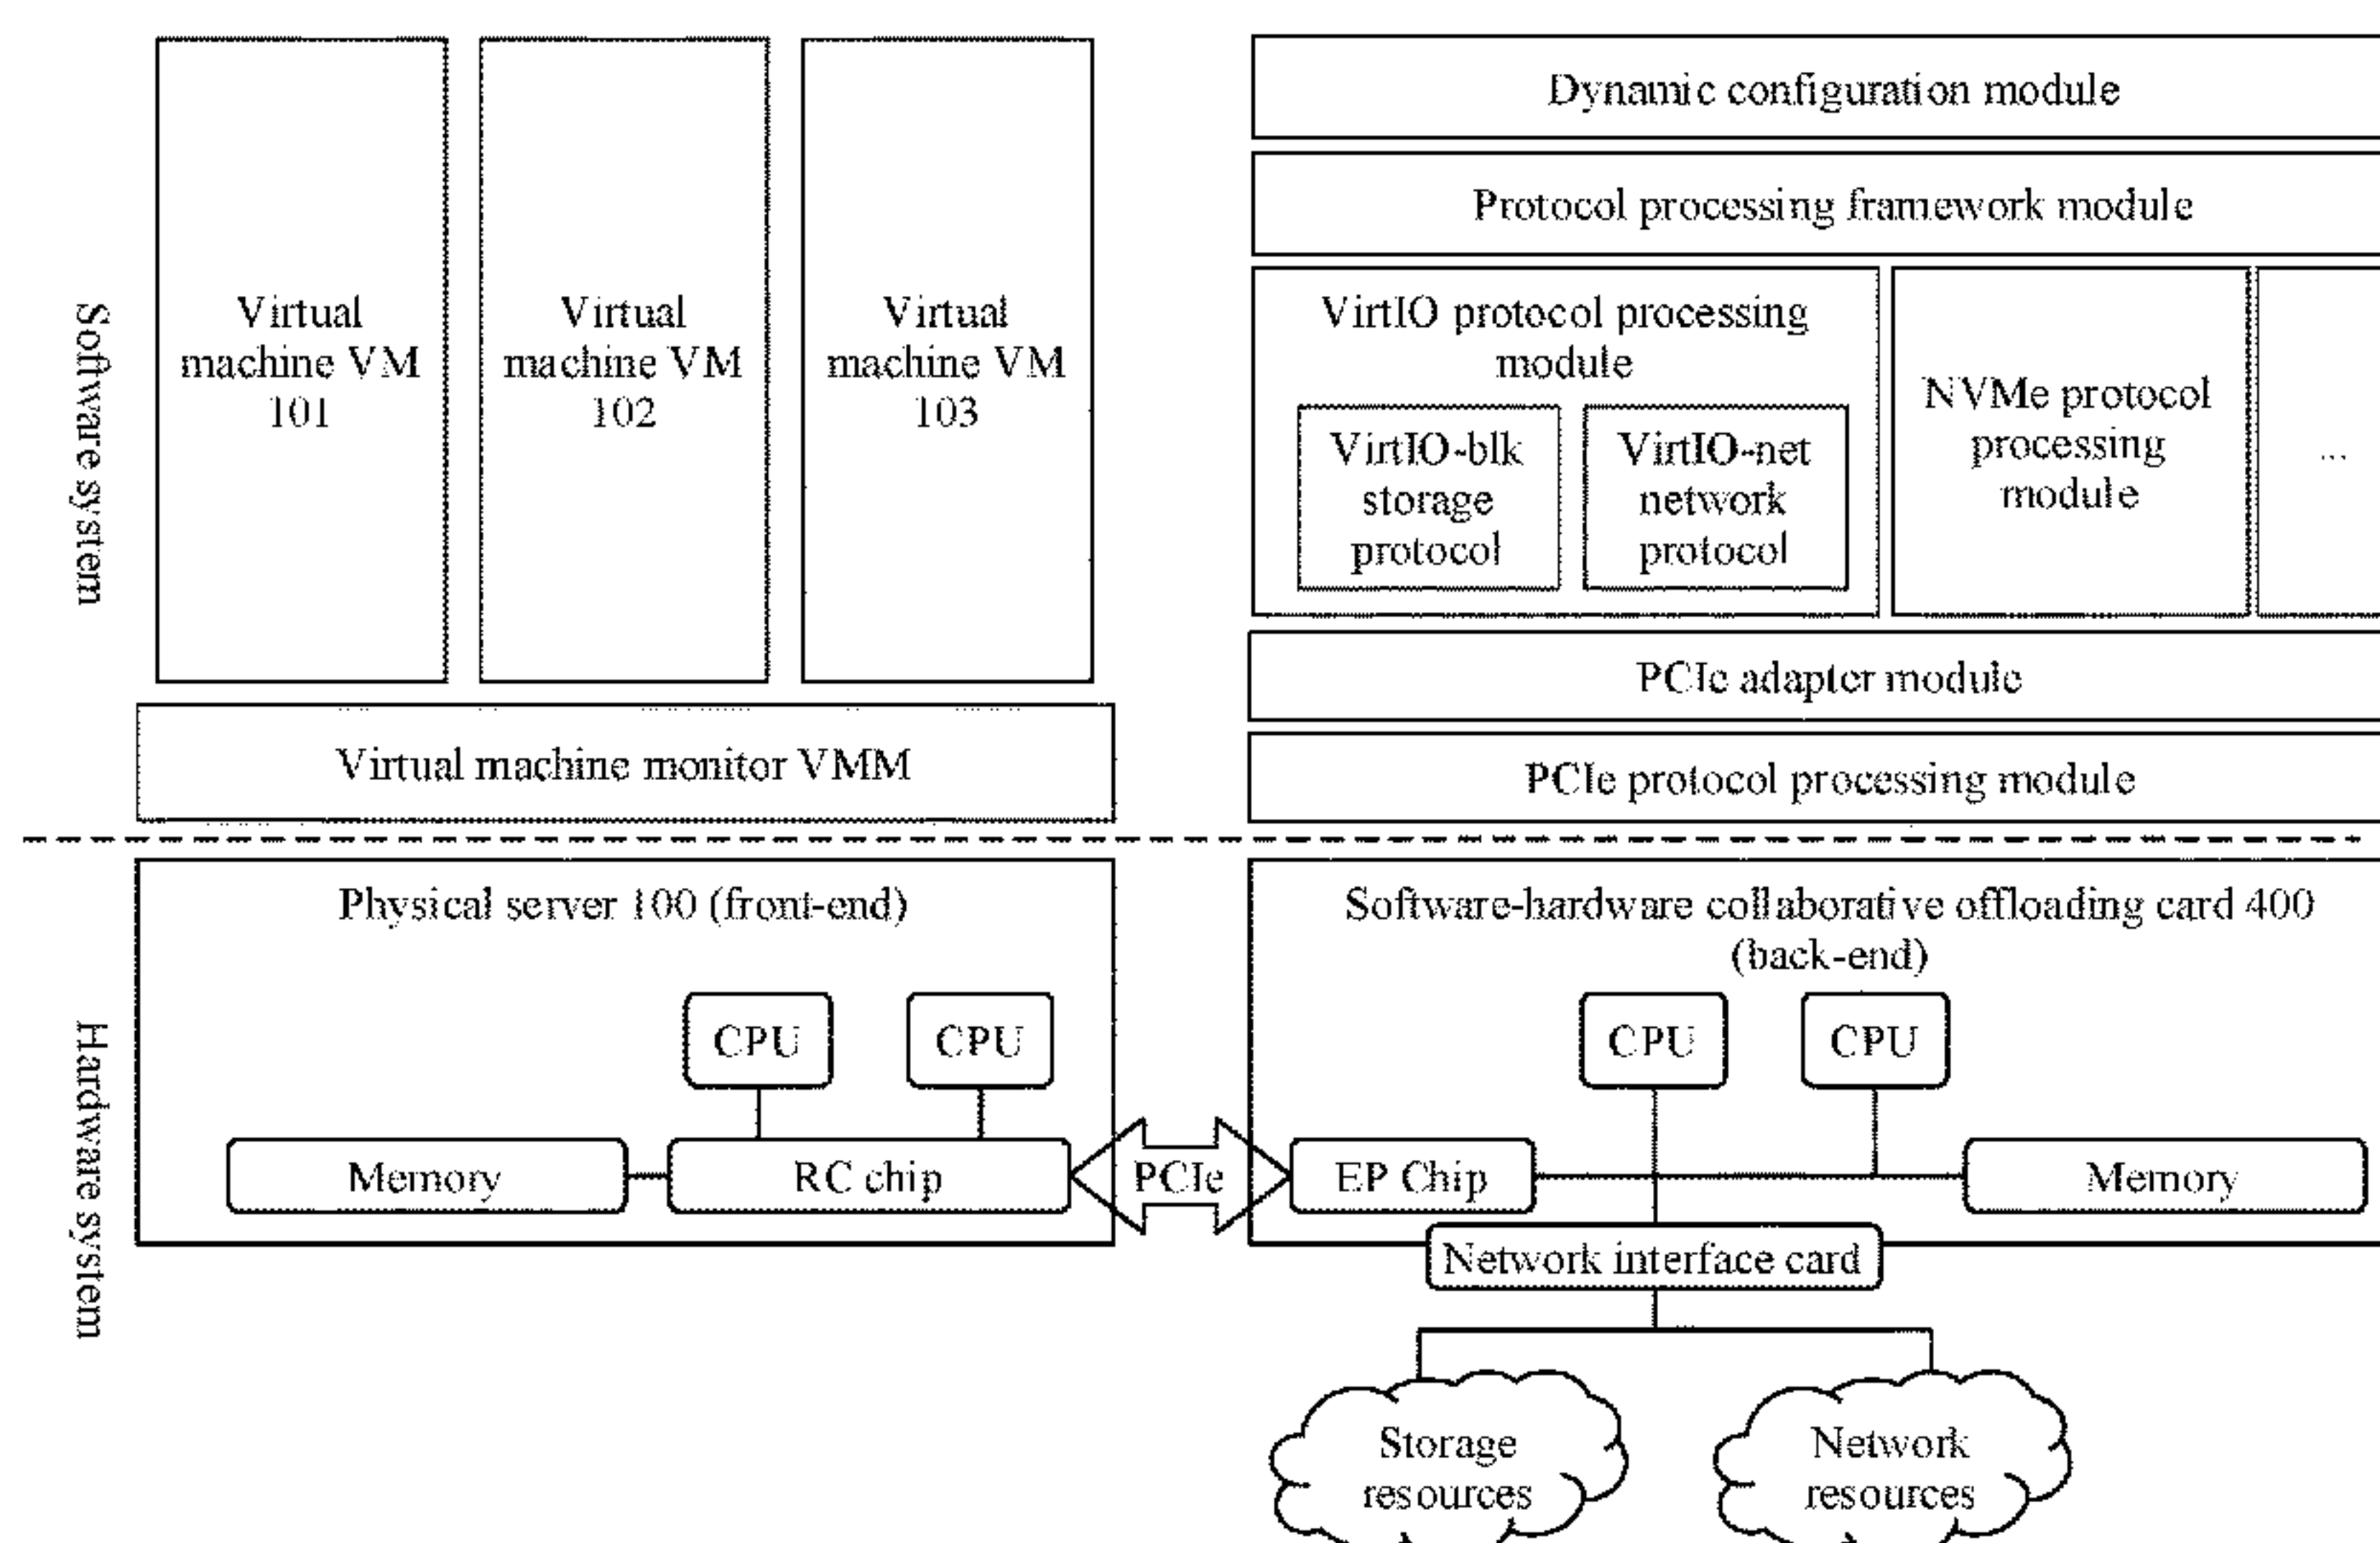 Software system
Virtual
machine VM
101
Virtual
machine VM
102
Virtual
machine VM
103
Virtual machine monitor VMM
Dynamic configuration module
Protocol processing framework module
VirtIO protocol processing
module
VirtIO-blk
storage
protocol
VirtIO-net
network
protocol
NVMe protocol
processing
module
...
PCIe adapter module
PCIe protocol processing module
Hardware system
Physical server 100 (front-end)
CPU
CPU
Memory
RC chip
PCIe
Software-hardware collaborative offloading card 400
(back-end)
CPU
CPU
EP Chip
Memory
Network interface card
Storage
resources
Network
resources